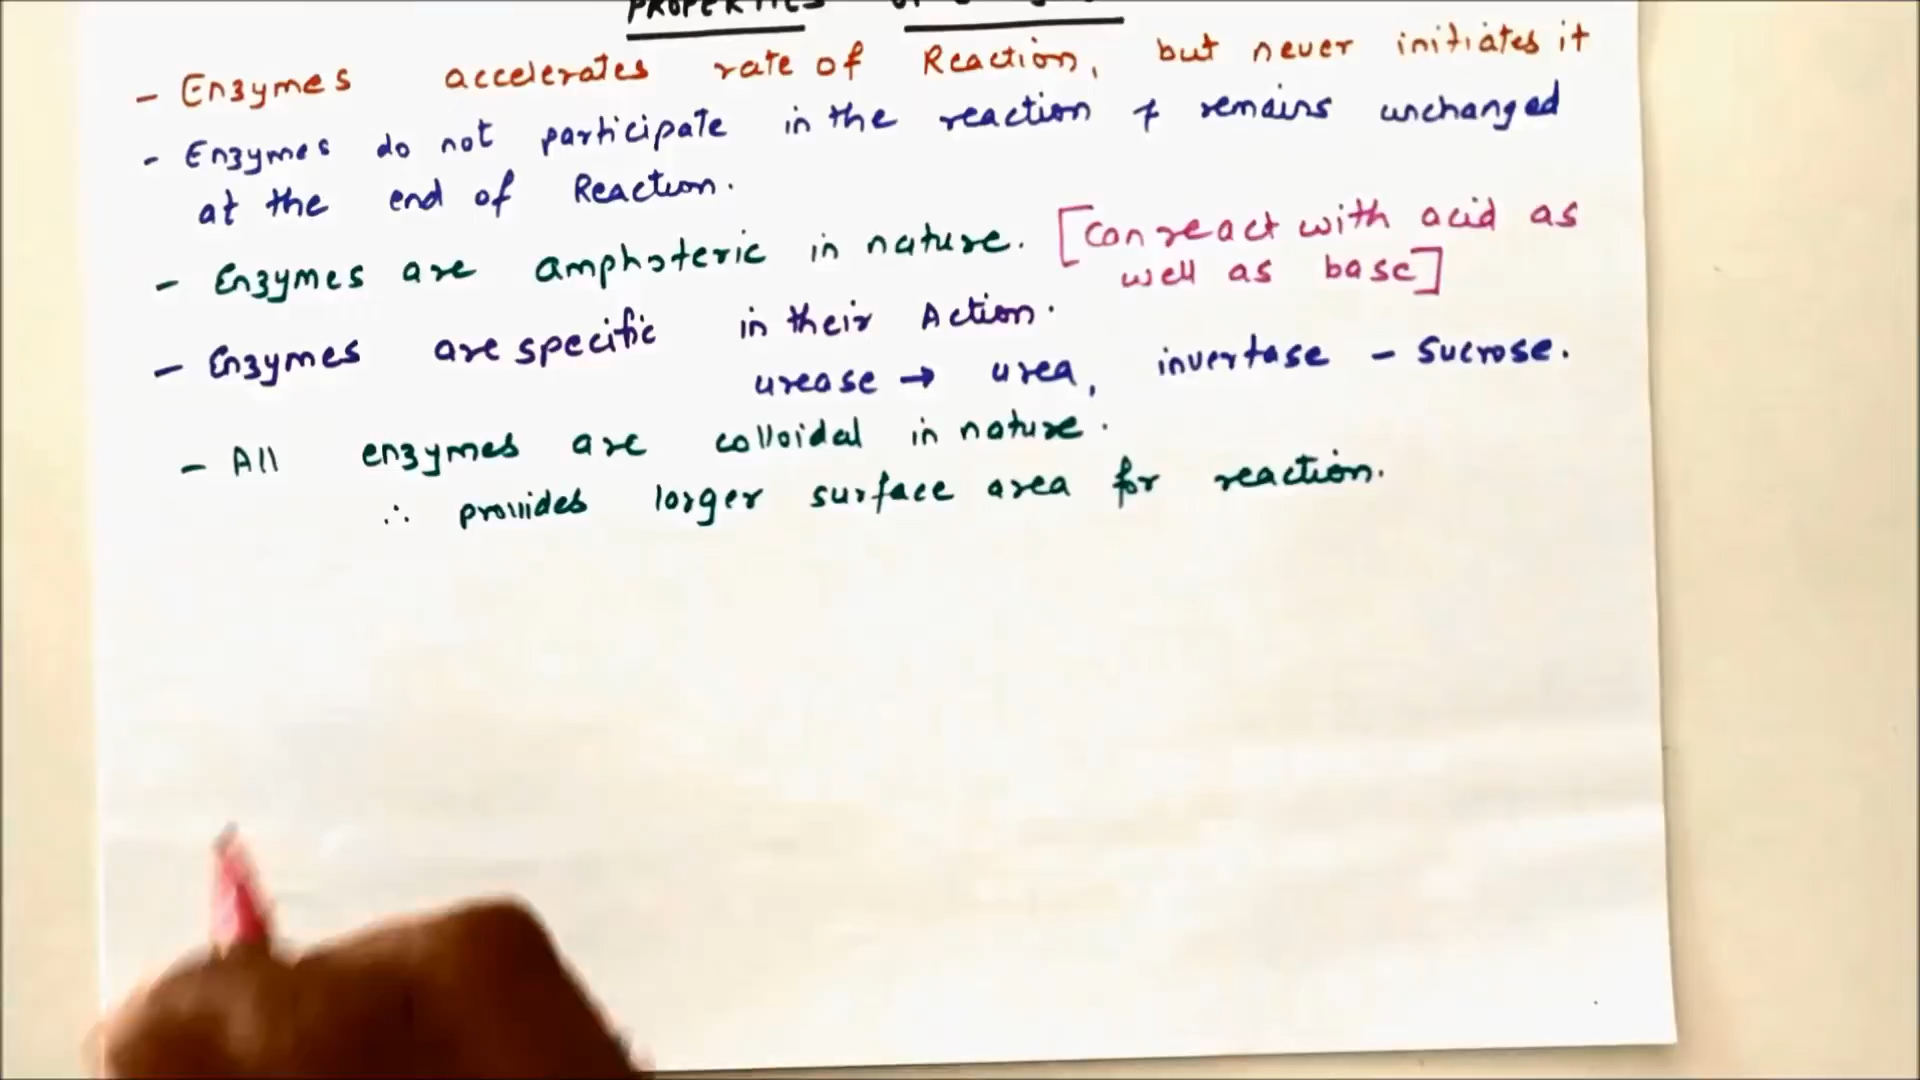 PROPERTIES OF
- Enzymes accelerates rate of Reaction, but never initiates it
- Enzymes do not participate in the reaction & remains unchanged
at the end of Reaction.
- Enzymes are amphoteric in nature. [Can react with acid as
well as base]
- Enzymes are specific in their Action.
urease → urea, invertase - Sucrose.
- All enzymes are colloidal in nature.
∴ provides larger surface area for reaction.